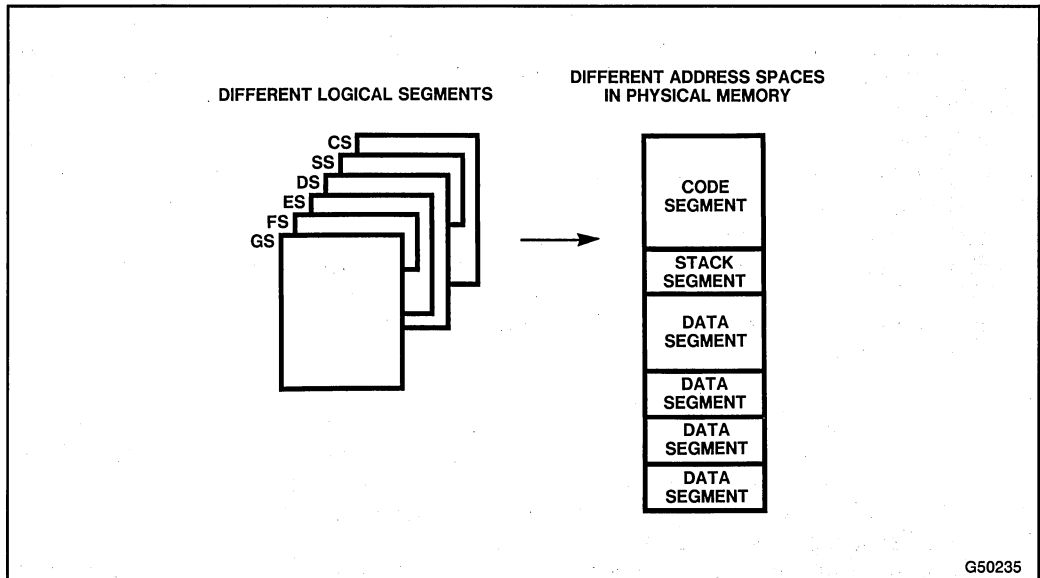 DIFFERENT LOGICAL SEGMENTS
CS
SS
DS
ES
FS
GS
DIFFERENT ADDRESS SPACES
IN PHYSICAL MEMORY
CODE
SEGMENT
STACK
SEGMENT
DATA
SEGMENT
DATA
SEGMENT
DATA
SEGMENT
DATA
SEGMENT
G50235